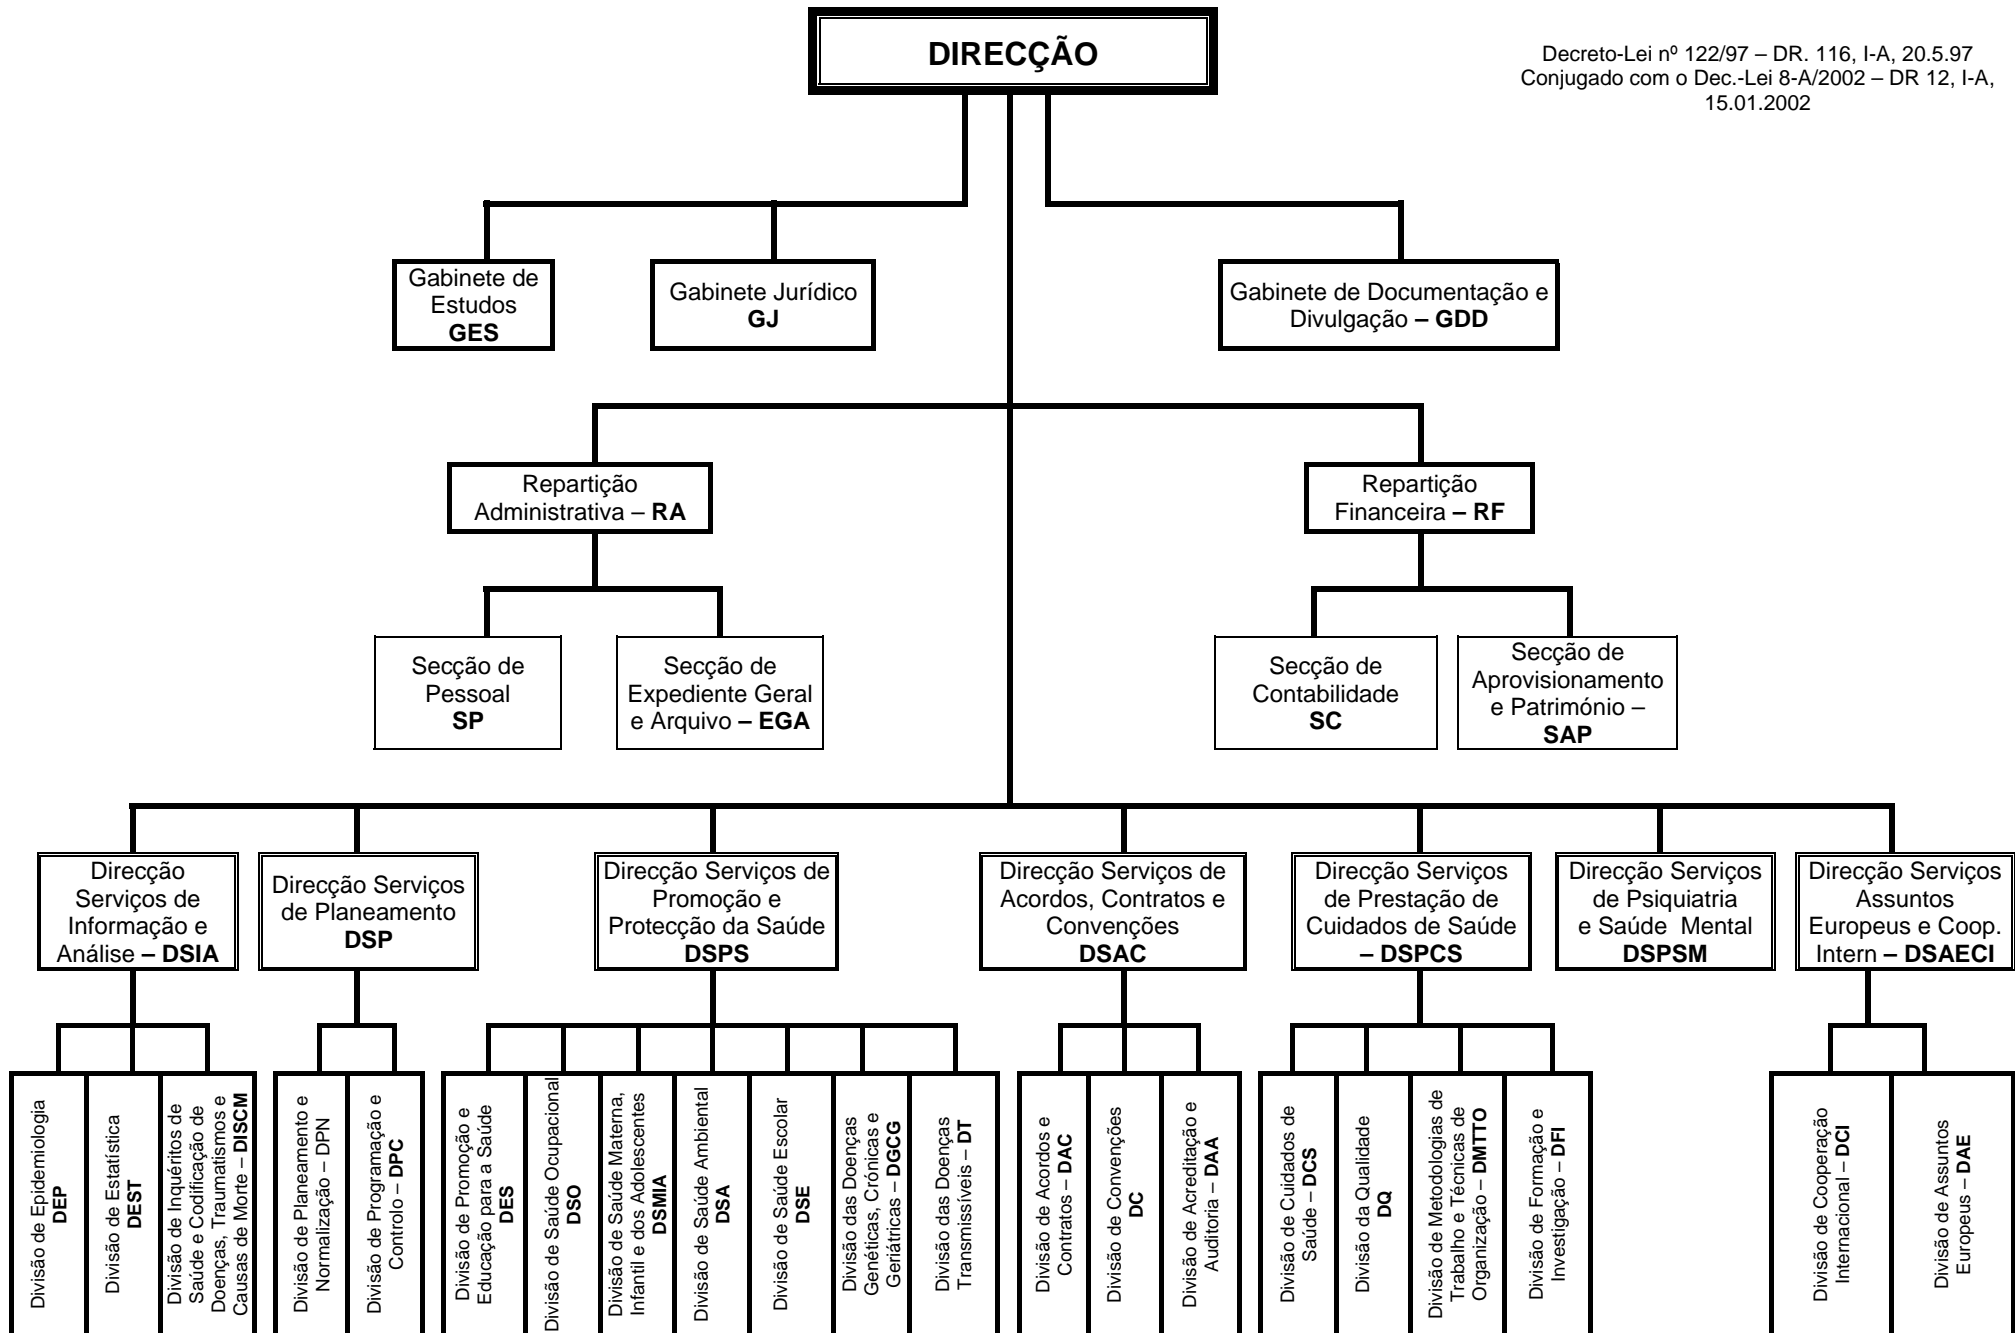 DIRECÇÃO
Decreto-Lei nº 122/97 – DR. 116, I-A, 20.5.97
Conjugado com o Dec.-Lei 8-A/2002 – DR 12, I-A,
15.01.2002
Gabinete de
Estudos
GES
Gabinete Jurídico
GJ
Gabinete de Documentação e
Divulgação – GDD
Repartição
Administrativa – RA
Repartição
Financeira – RF
Secção de
Pessoal
SP
Secção de
Expediente Geral
e Arquivo – EGA
Secção de
Contabilidade
SC
Secção de
Aprovisionamento
e Património –
SAP
Direcção
Serviços de
Informação e
Análise – DSIA
Direcção Serviços
de Planeamento
DSP
Direcção Serviços de
Promoção e
Protecção da Saúde
DSPS
Direcção Serviços de
Acordos, Contratos e
Convenções
DSAC
Direcção Serviços
de Prestação de
Cuidados de Saúde
– DSPCS
Direcção Serviços
de Psiquiatria
e Saúde Mental
DSPSM
Direcção Serviços
Assuntos
Europeus e Coop.
Intern – DSAECI
Divisão de Epidemiologia
DEP
Divisão de Estatística
DEST
Divisão de Inquéritos de
Saúde e Codificação de
Doenças, Traumatismos e
Causas de Morte – DISCM
Divisão de Planeamento e
Normalização – DPN
Divisão de Programação e
Controlo – DPC
Divisão de Promoção e
Educação para a Saúde
DES
Divisão de Saúde Ocupacional
DSO
Divisão de Saúde Materna,
Infantil e dos Adolescentes
DSMIA
Divisão de Saúde Ambiental
DSA
Divisão de Saúde Escolar
DSE
Divisão das Doenças
Genéticas, Crónicas e
Geriátricas – DGCG
Divisão das Doenças
Transmissíveis – DT
Divisão de Acordos e
Contratos – DAC
Divisão de Convenções
DC
Divisão de Acreditação e
Auditoria – DAA
Divisão de Cuidados de
Saúde – DCS
Divisão da Qualidade
DQ
Divisão de Metodologias de
Trabalho e Técnicas de
Organização – DMTTO
Divisão de Formação e
Investigação – DFI
Divisão de Cooperação
Internacional – DCI
Divisão de Assuntos
Europeus – DAE